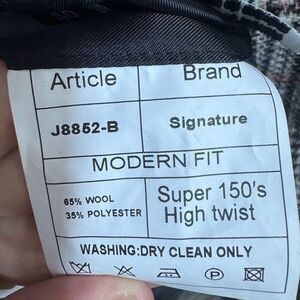 Article Brand
J8852-B Signature
MODERN FIT
65% WOOL
35% POLYESTER
Super 150's
High twist
WASHING:DRY CLEAN ONLY
P